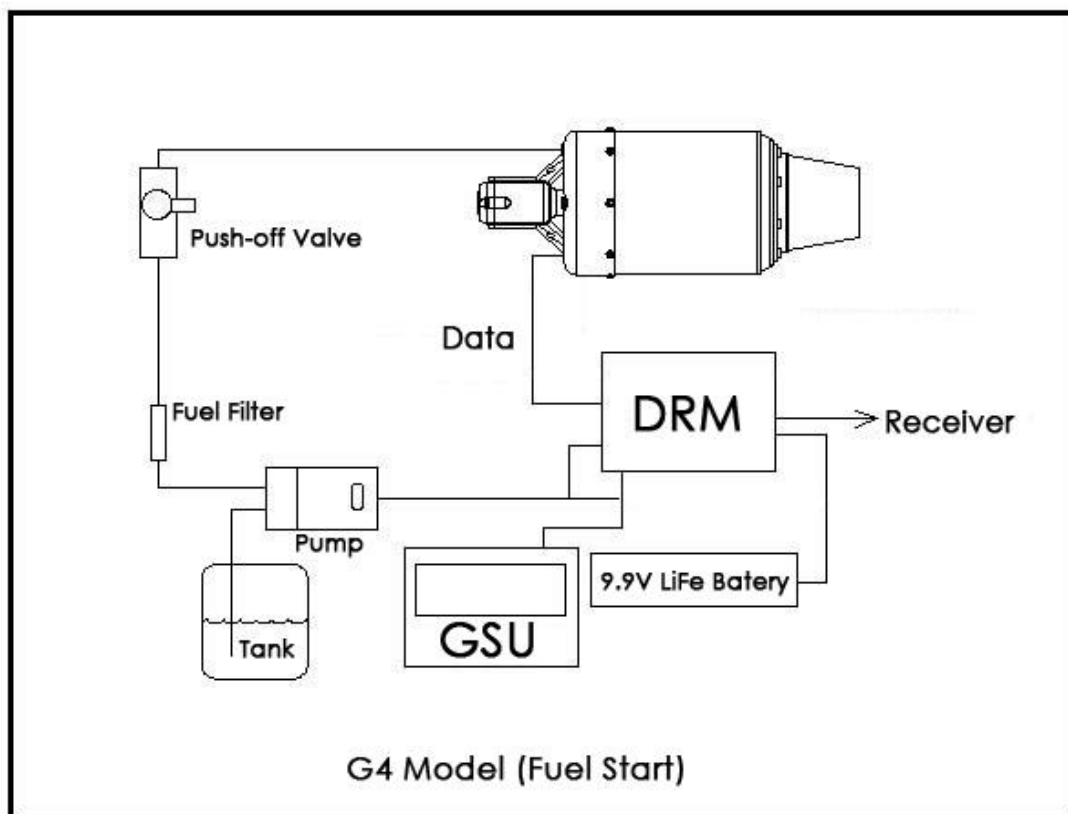 Push-off Valve
Data
Fuel Filter
DRM
Receiver
Pump
9.9V LiFe Batery
GSU
Tank
G4 Model (Fuel Start)